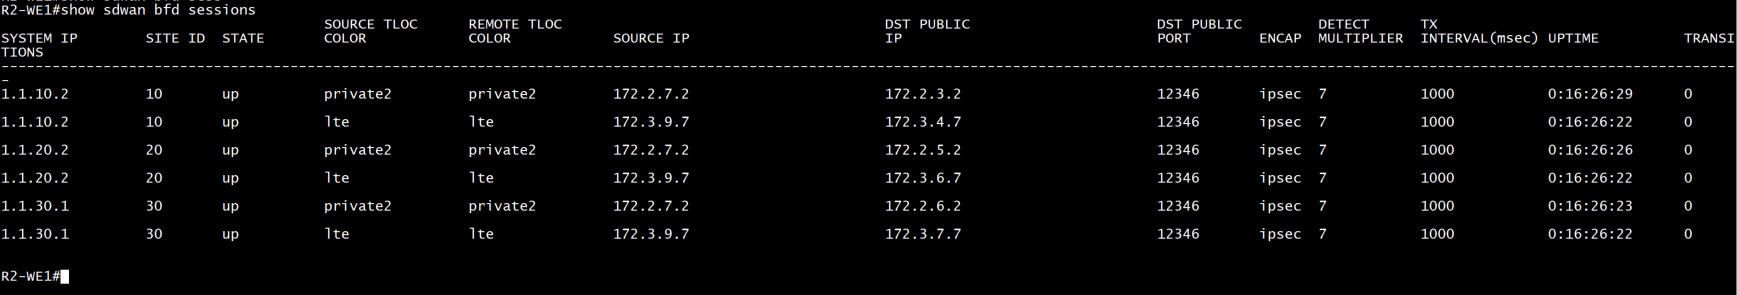 R2-WE1#show sdwan bfd sessions
                                      SOURCE TLOC      REMOTE TLOC                                      DST PUBLIC                      DST PUBLIC         DETECT      TX
SYSTEM IP        SITE ID  STATE       COLOR            COLOR            SOURCE IP                       IP                              PORT        ENCAP  MULTIPLIER  INTERVAL(msec) UPTIME          TRANSI
TIONS
---------------------------------------------------------------------------------------------------------------------------------------------------------------------------------------------------------------
-
1.1.10.2         10       up          private2         private2         172.2.7.2                       172.2.3.2                       12346       ipsec  7           1000           0:16:26:29      0
1.1.10.2         10       up          lte              lte              172.3.9.7                       172.3.4.7                       12346       ipsec  7           1000           0:16:26:22      0
1.1.20.2         20       up          private2         private2         172.2.7.2                       172.2.5.2                       12346       ipsec  7           1000           0:16:26:26      0
1.1.20.2         20       up          lte              lte              172.3.9.7                       172.3.6.7                       12346       ipsec  7           1000           0:16:26:22      0
1.1.30.1         30       up          private2         private2         172.2.7.2                       172.2.6.2                       12346       ipsec  7           1000           0:16:26:23      0
1.1.30.1         30       up          lte              lte              172.3.9.7                       172.3.7.7                       12346       ipsec  7           1000           0:16:26:22      0
R2-WE1#